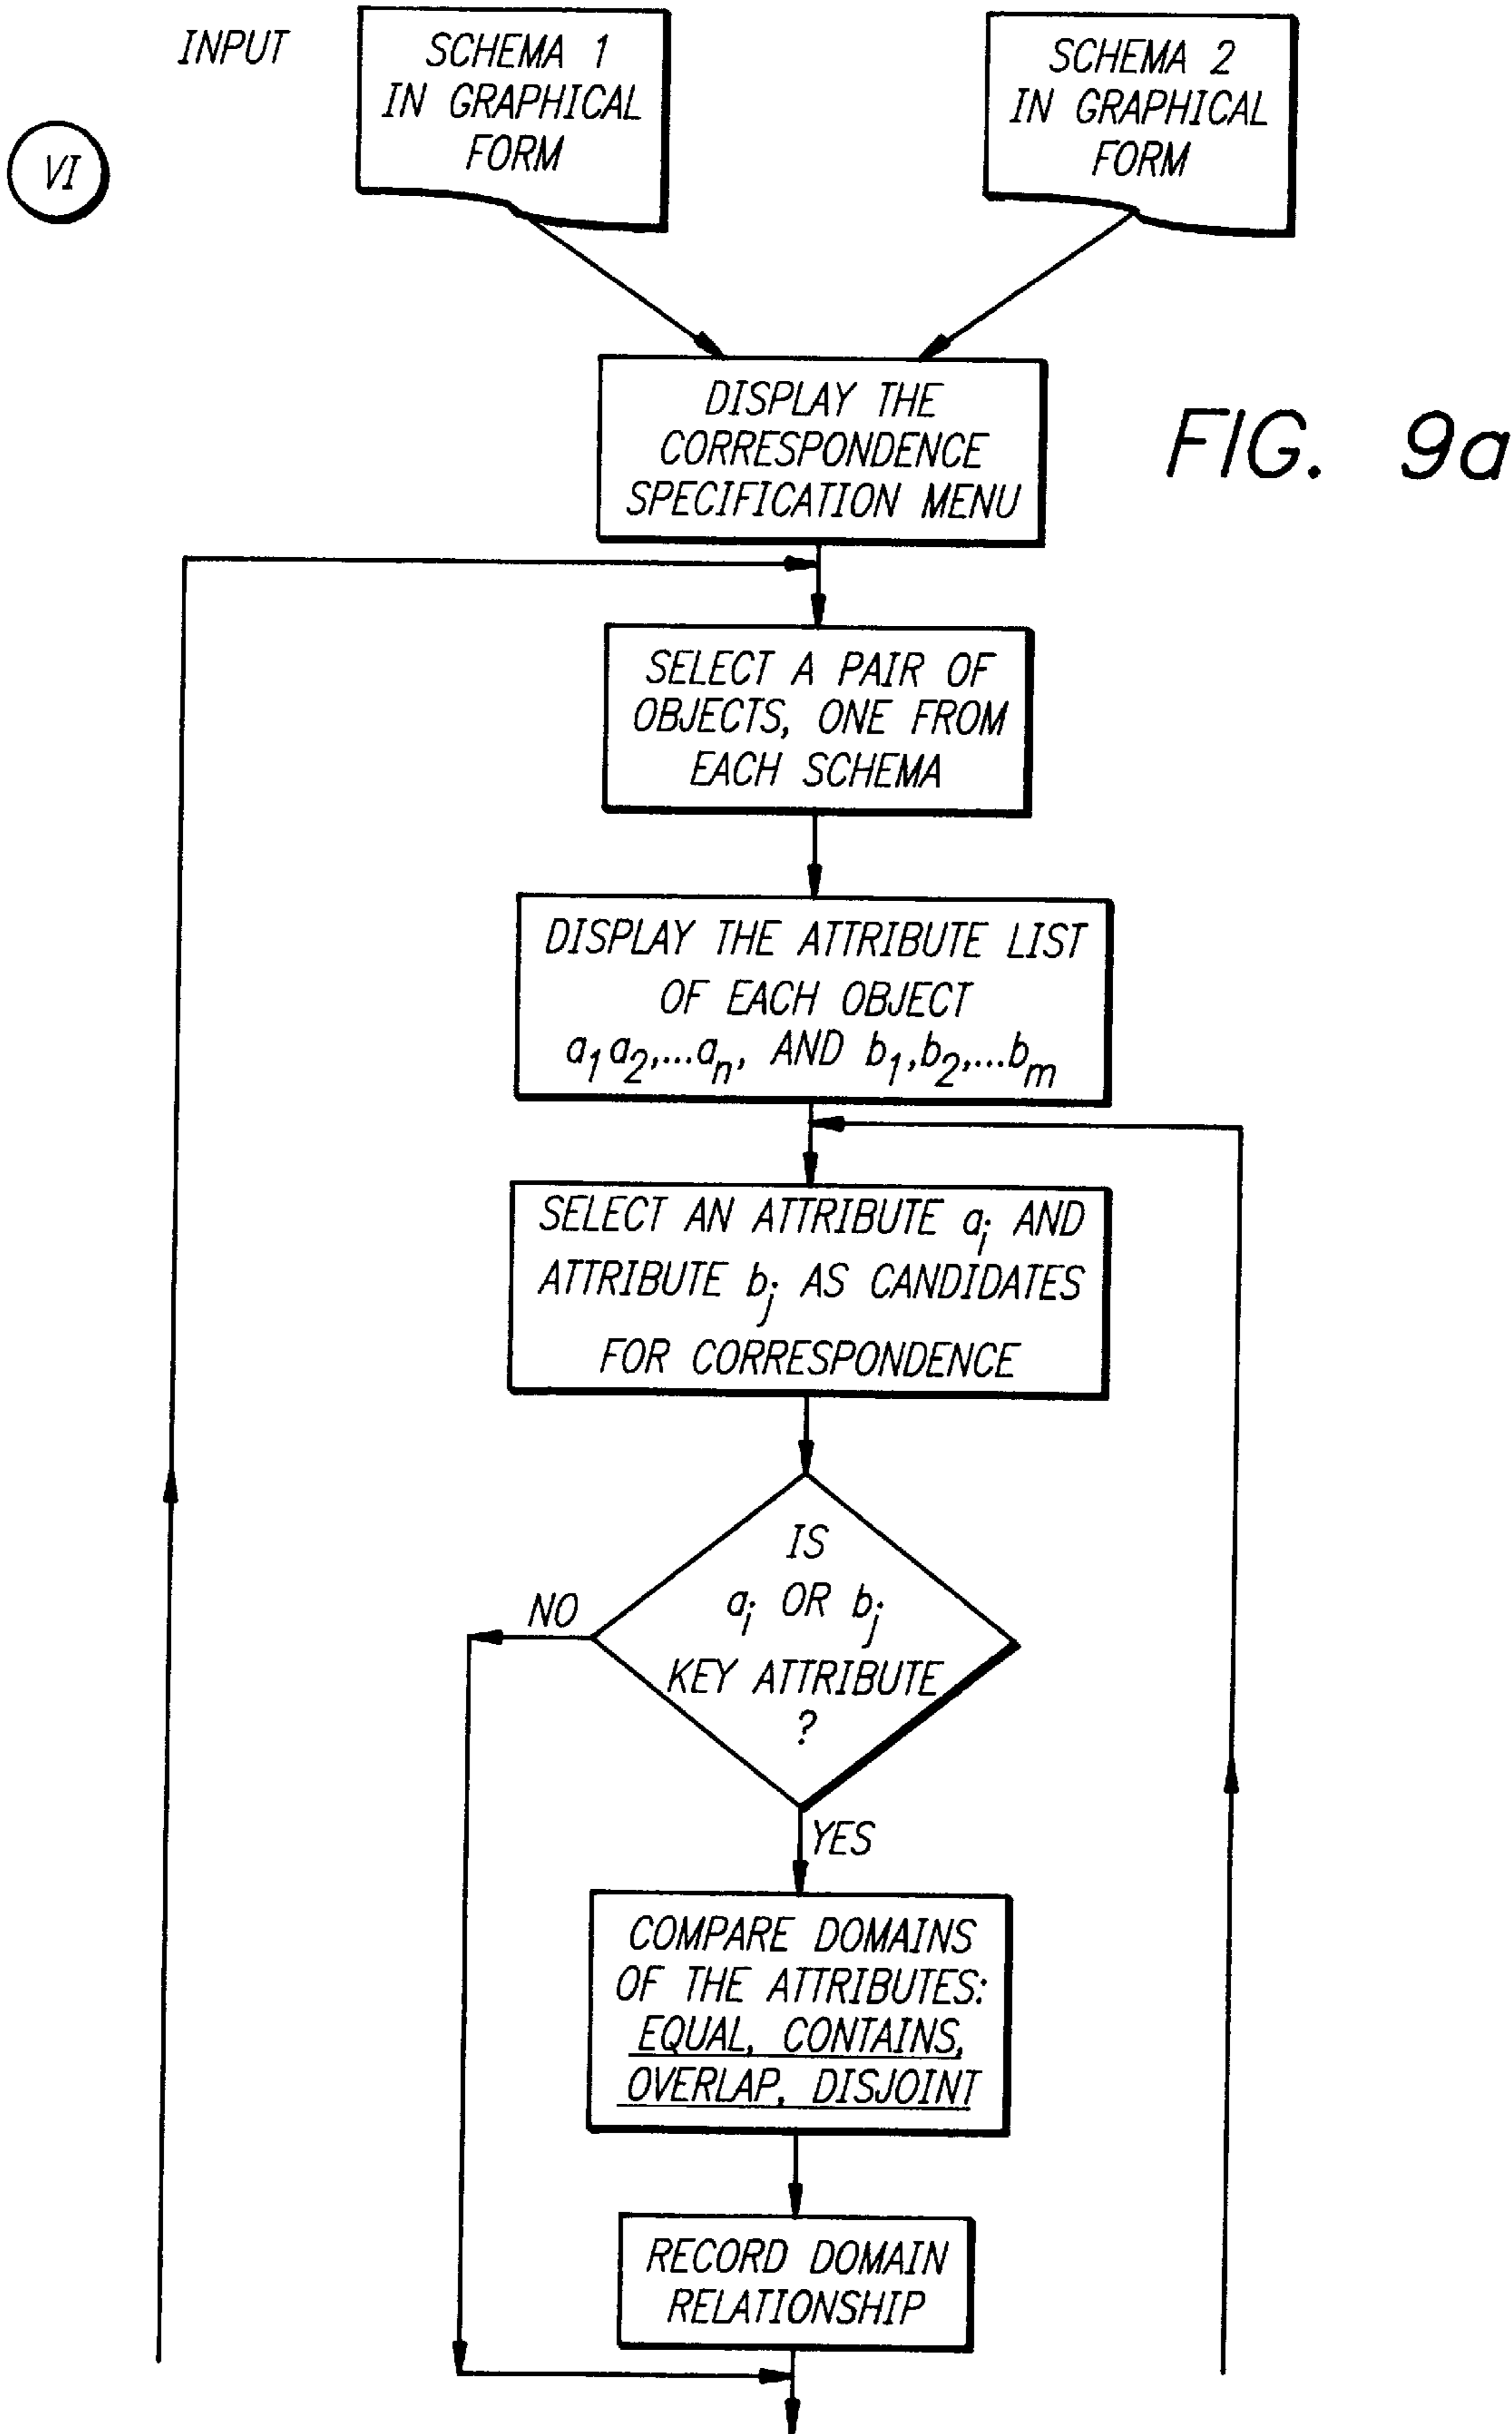 INPUT
SCHEMA 1
IN GRAPHICAL
FORM
SCHEMA 2
IN GRAPHICAL
FORM
VI
DISPLAY THE
CORRESPONDENCE
SPECIFICATION MENU
FIG. 9a
SELECT A PAIR OF
OBJECTS, ONE FROM
EACH SCHEMA
DISPLAY THE ATTRIBUTE LIST
OF EACH OBJECT
a1 a2,...an, AND b1,b2,...bm
SELECT AN ATTRIBUTE ai AND
ATTRIBUTE bj AS CANDIDATES
FOR CORRESPONDENCE
IS
ai OR bj
KEY ATTRIBUTE
?
NO
YES
COMPARE DOMAINS
OF THE ATTRIBUTES:
EQUAL, CONTAINS,
OVERLAP, DISJOINT
RECORD DOMAIN
RELATIONSHIP